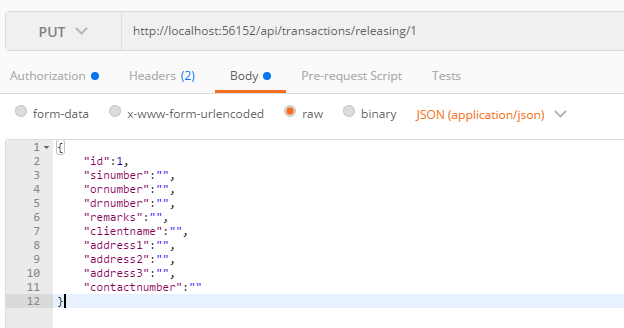 PUT http://localhost:56152/api/transactions/releasing/1
Authorization Headers (2) Body Pre-request Script Tests
form-data x-www-form-urlencoded raw binary JSON (application/json)
1 {
2 "id":1,
3 "sinumber":"",
4 "ornumber":"",
5 "drnumber":"",
6 "remarks":"",
7 "clientname":"",
8 "address1":"",
9 "address2":"",
10 "address3":"",
11 "contactnumber":""
12 }